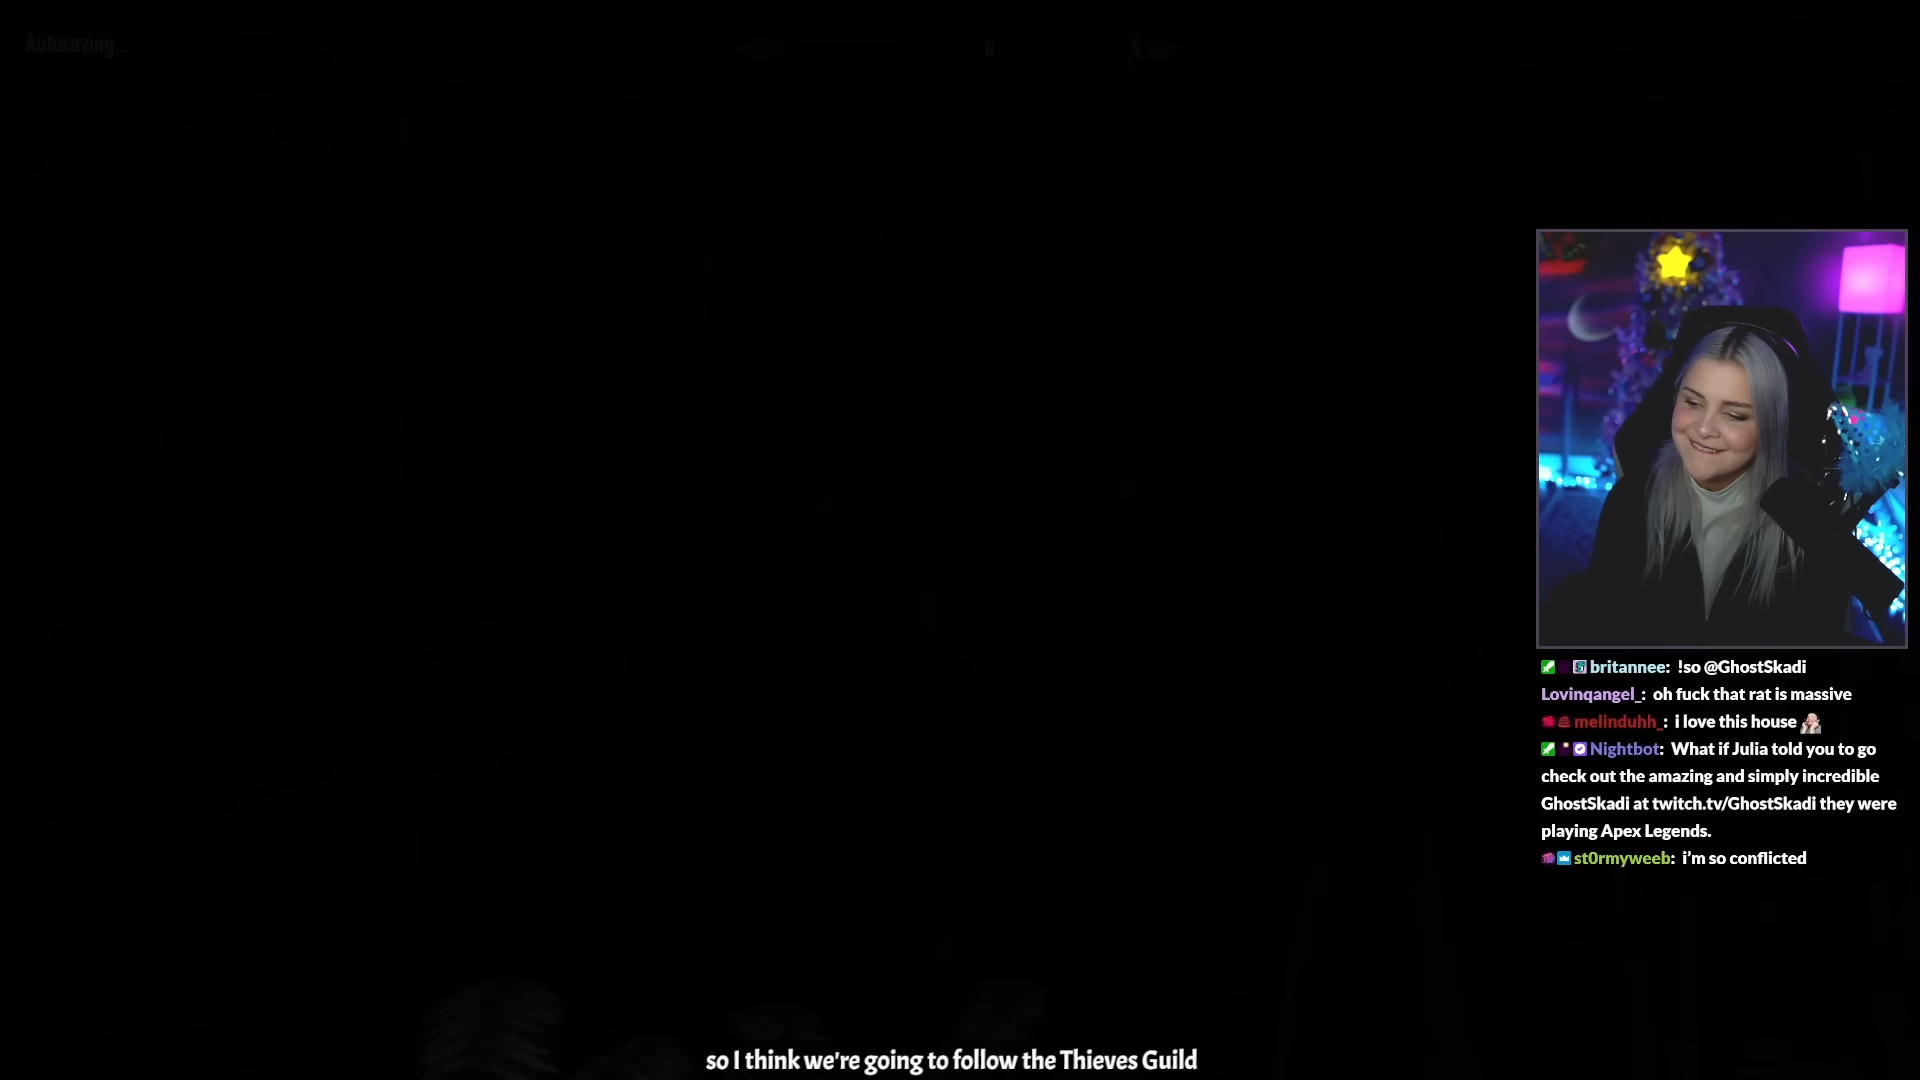 Autosaving...
N
britannee: !so @GhostSkadi
Lovinqangel_: oh fuck that rat is massive
melinduhh_: i love this house
Nightbot: What if Julia told you to go
check out the amazing and simply incredible
GhostSkadi at twitch.tv/GhostSkadi they were
playing Apex Legends.
st0rmyweeb: i'm so conflicted
so I think we're going to follow the Thieves Guild